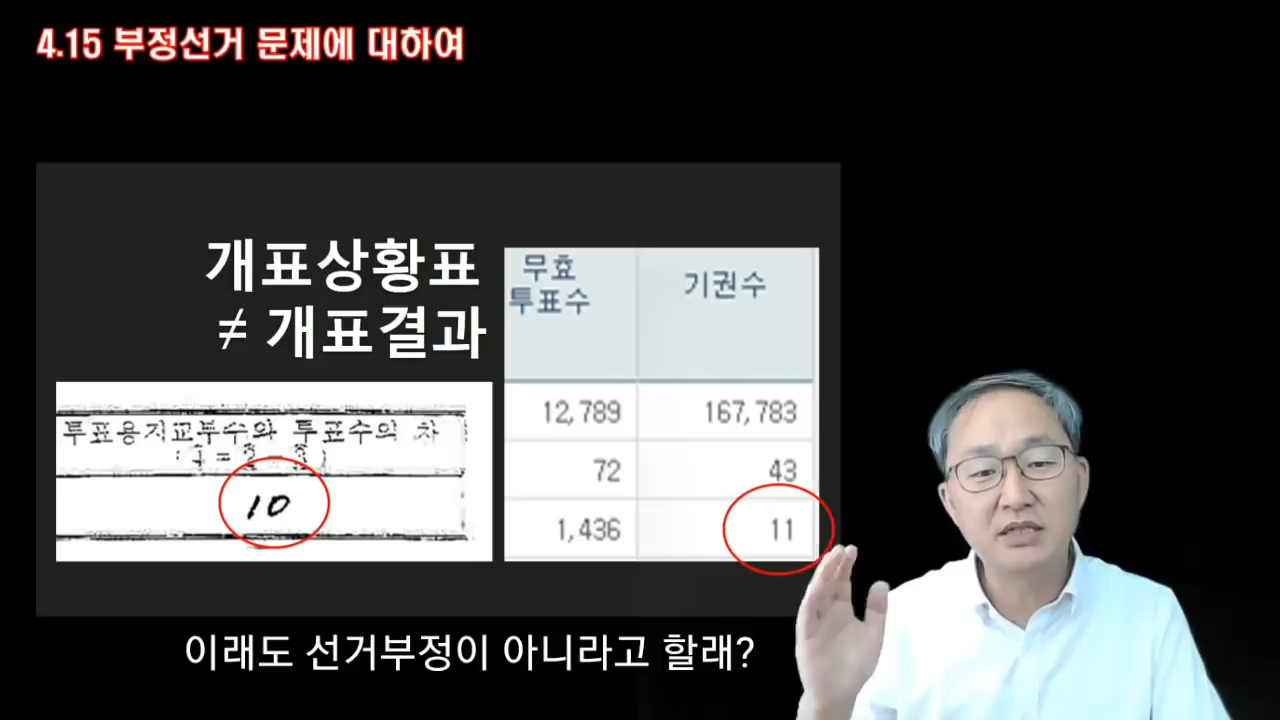 4.15 부정선거 문제에 대하여
개표상황표
≠ 개표결과
무효
투표수
기권수
12,789 167,783
72 43
1,436 11
투표용지교부수와 투표수의 차
10
이래도 선거부정이 아니라고 할래?